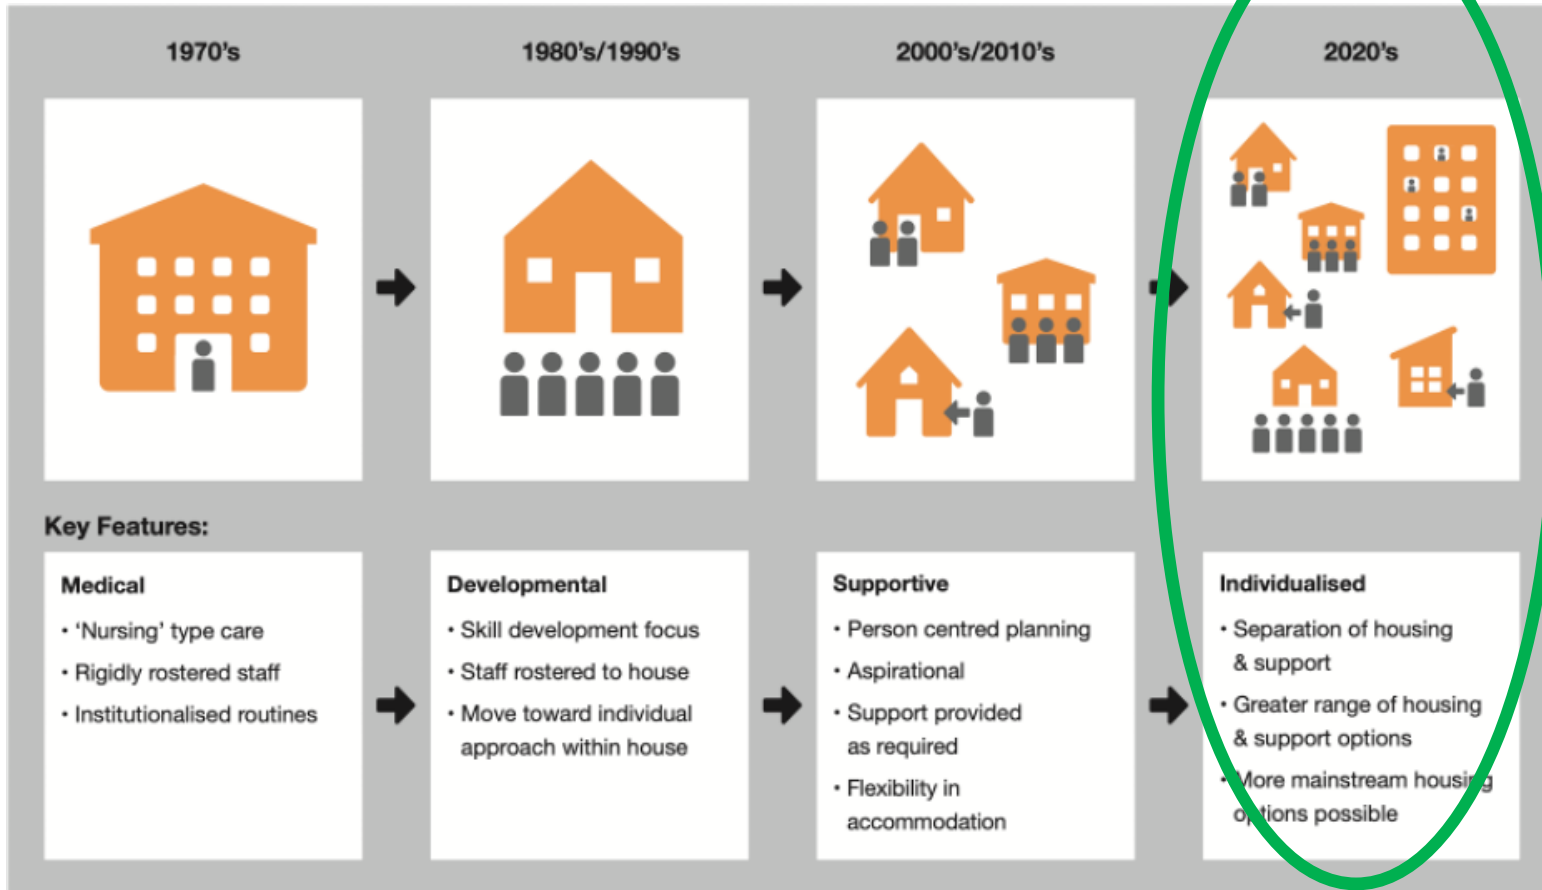 1970's
1980's/1990's
2000's/2010's
2020's
Key Features:
Medical
• 'Nursing' type care
• Rigidly rostered staff
• Institutionalised routines
Developmental
• Skill development focus
• Staff rostered to house
• Move toward individual
approach within house
Supportive
• Person centred planning
• Aspirational
• Support provided
as required
• Flexibility in
accommodation
Individualised
• Separation of housing
& support
• Greater range of housing
& support options
• More mainstream housing
options possible